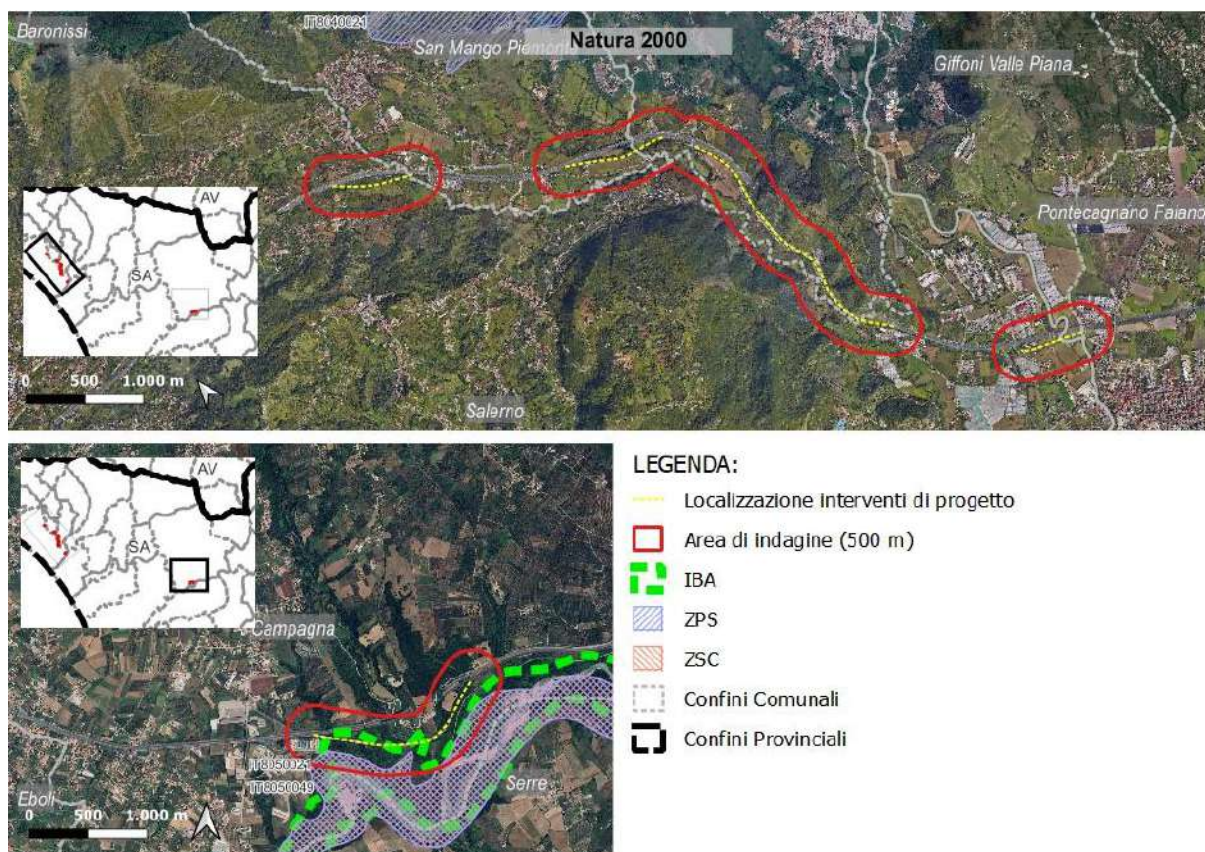 Baronissi
IT8040021
San Mango Piemont
Natura 2000
Giffoni Valle Piana
AV
SA
Pontecagnano Faiano
0 500 1.000 m
Salerno
AV
SA
Campagna
IT8050021
IT8050049
Serre
Eboli
0 500 1.000 m
LEGENDA:
Localizzazione interventi di progetto
Area di indagine (500 m)
IBA
ZPS
ZSC
Confini Comunali
Confini Provinciali